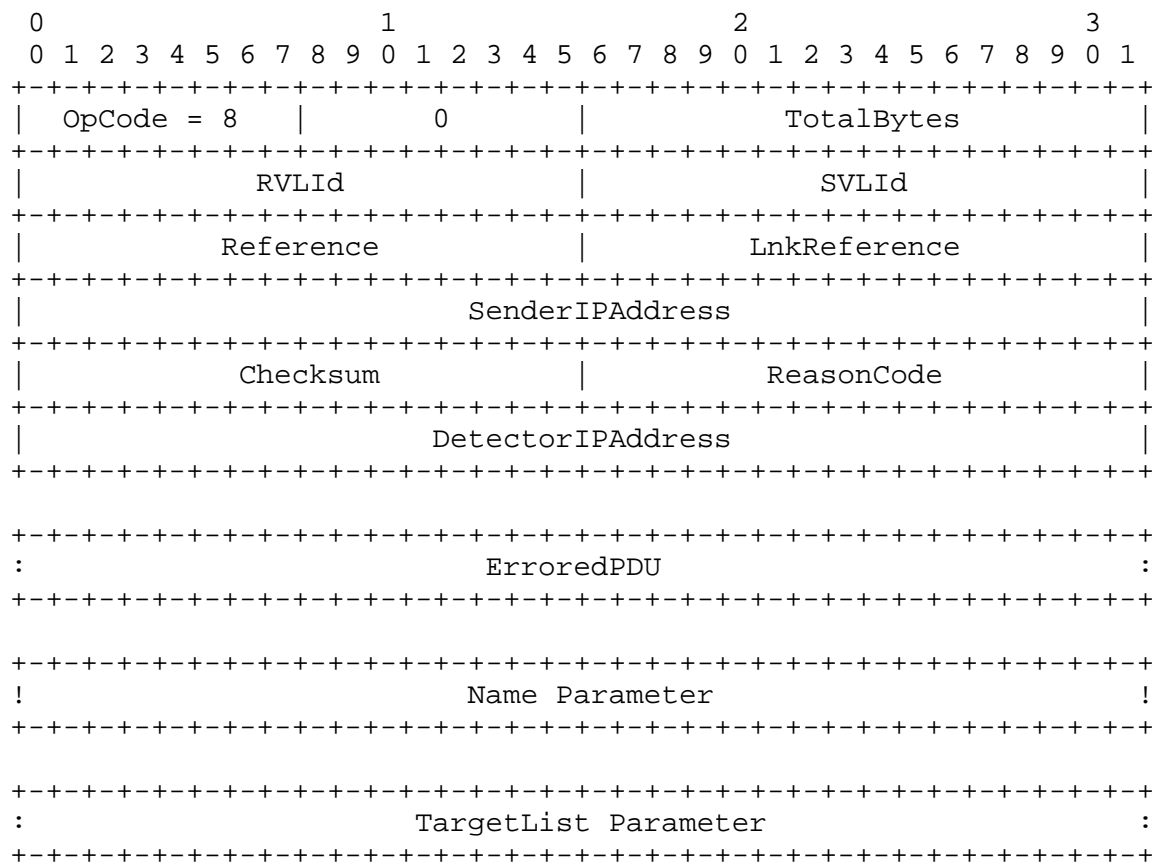 0                   1                   2                   3
 0 1 2 3 4 5 6 7 8 9 0 1 2 3 4 5 6 7 8 9 0 1 2 3 4 5 6 7 8 9 0 1
+-+-+-+-+-+-+-+-+-+-+-+-+-+-+-+-+-+-+-+-+-+-+-+-+-+-+-+-+-+-+-+-+
|  OpCode = 8   |       0       |           TotalBytes          |
+-+-+-+-+-+-+-+-+-+-+-+-+-+-+-+-+-+-+-+-+-+-+-+-+-+-+-+-+-+-+-+-+
|             RVLId             |             SVLId             |
+-+-+-+-+-+-+-+-+-+-+-+-+-+-+-+-+-+-+-+-+-+-+-+-+-+-+-+-+-+-+-+-+
|           Reference           |         LnkReference          |
+-+-+-+-+-+-+-+-+-+-+-+-+-+-+-+-+-+-+-+-+-+-+-+-+-+-+-+-+-+-+-+-+
|                         SenderIPAddress                       |
+-+-+-+-+-+-+-+-+-+-+-+-+-+-+-+-+-+-+-+-+-+-+-+-+-+-+-+-+-+-+-+-+
|            Checksum           |          ReasonCode           |
+-+-+-+-+-+-+-+-+-+-+-+-+-+-+-+-+-+-+-+-+-+-+-+-+-+-+-+-+-+-+-+-+
|                       DetectorIPAddress                       |
+-+-+-+-+-+-+-+-+-+-+-+-+-+-+-+-+-+-+-+-+-+-+-+-+-+-+-+-+-+-+-+-+

+-+-+-+-+-+-+-+-+-+-+-+-+-+-+-+-+-+-+-+-+-+-+-+-+-+-+-+-+-+-+-+-+
:                          ErroredPDU                           :
+-+-+-+-+-+-+-+-+-+-+-+-+-+-+-+-+-+-+-+-+-+-+-+-+-+-+-+-+-+-+-+-+

+-+-+-+-+-+-+-+-+-+-+-+-+-+-+-+-+-+-+-+-+-+-+-+-+-+-+-+-+-+-+-+-+
!                         Name Parameter                        !
+-+-+-+-+-+-+-+-+-+-+-+-+-+-+-+-+-+-+-+-+-+-+-+-+-+-+-+-+-+-+-+-+

+-+-+-+-+-+-+-+-+-+-+-+-+-+-+-+-+-+-+-+-+-+-+-+-+-+-+-+-+-+-+-+-+
:                      TargetList Parameter                     :
+-+-+-+-+-+-+-+-+-+-+-+-+-+-+-+-+-+-+-+-+-+-+-+-+-+-+-+-+-+-+-+-+